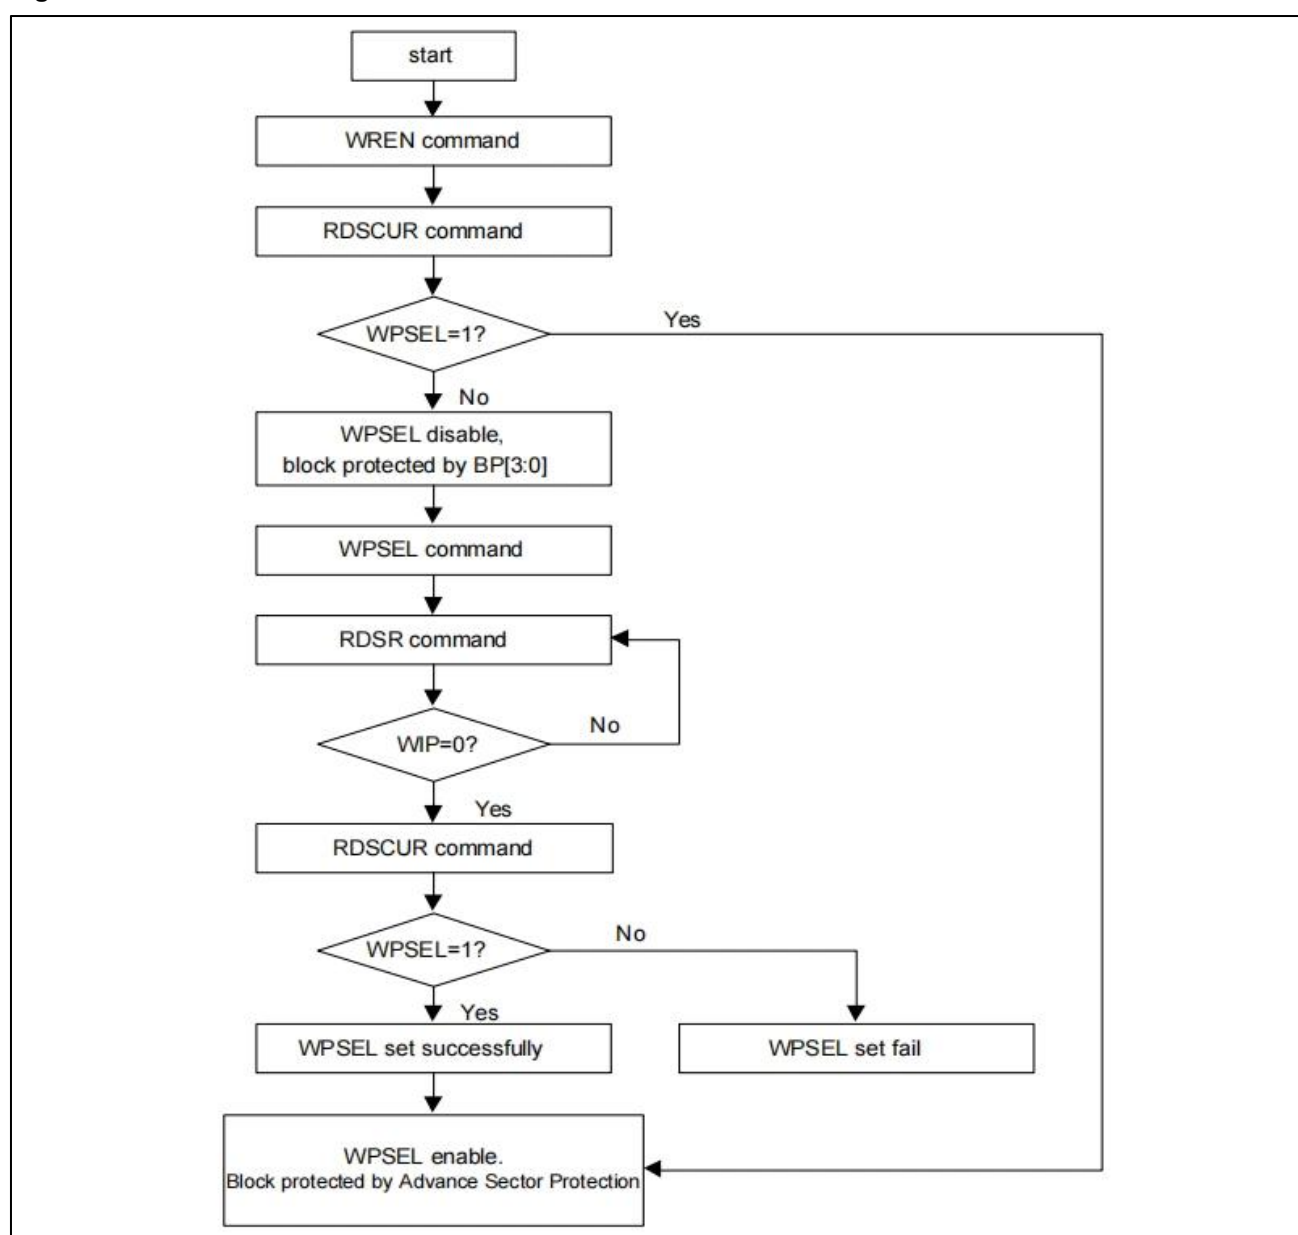 start
WREN command
RDSCUR command
WPSEL=1?
Yes
No
WPSEL disable,
block protected by BP[3:0]
WPSEL command
RDSR command
WIP=0?
No
Yes
RDSCUR command
WPSEL=1?
No
Yes
WPSEL set successfully
WPSEL set fail
WPSEL enable.
Block protected by Advance Sector Protection